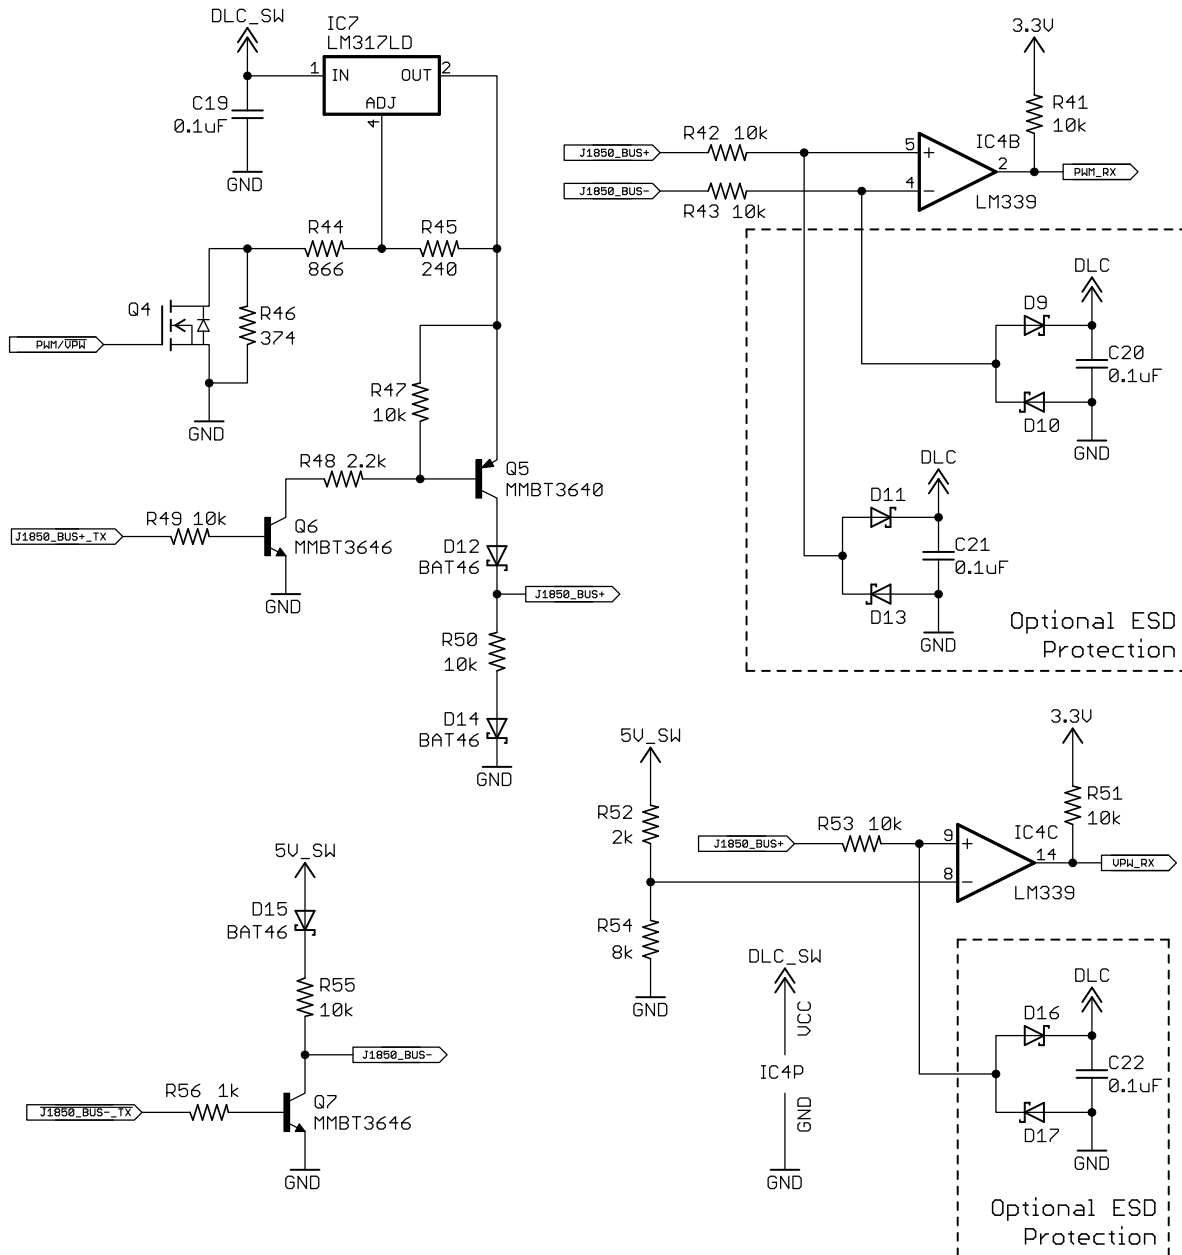 DLC_SW
IC7
LM317LD
1 IN OUT 2
ADJ
4
C19
0.1uF
GND
R44
866
R45
240
Q4
R46
374
PWM/VPW
GND
R47
10k
R48 2.2k
Q5
MMBT3640
J1850_BUS+_TX
R49 10k
Q6
MMBT3646
GND
D12
BAT46
J1850_BUS+
R50
10k
D14
BAT46
GND
3.3V
R41
10k
J1850_BUS+
R42 10k
5
+
IC4B
2
PWM_RX
J1850_BUS-
R43 10k
4
-
LM339
DLC
D9
C20
0.1uF
D10
GND
DLC
D11
C21
0.1uF
D13
GND
Optional ESD
Protection
5V_SW
D15
BAT46
R55
10k
J1850_BUS-
J1850_BUS-_TX
R56 1k
Q7
MMBT3646
GND
5V_SW
R52
2k
R54
8k
GND
3.3V
R51
10k
J1850_BUS+
R53 10k
9
+
8
-
IC4C
14
LM339
VPW_RX
DLC_SW
VCC
IC4P
GND
GND
DLC
D16
C22
0.1uF
D17
GND
Optional ESD
Protection